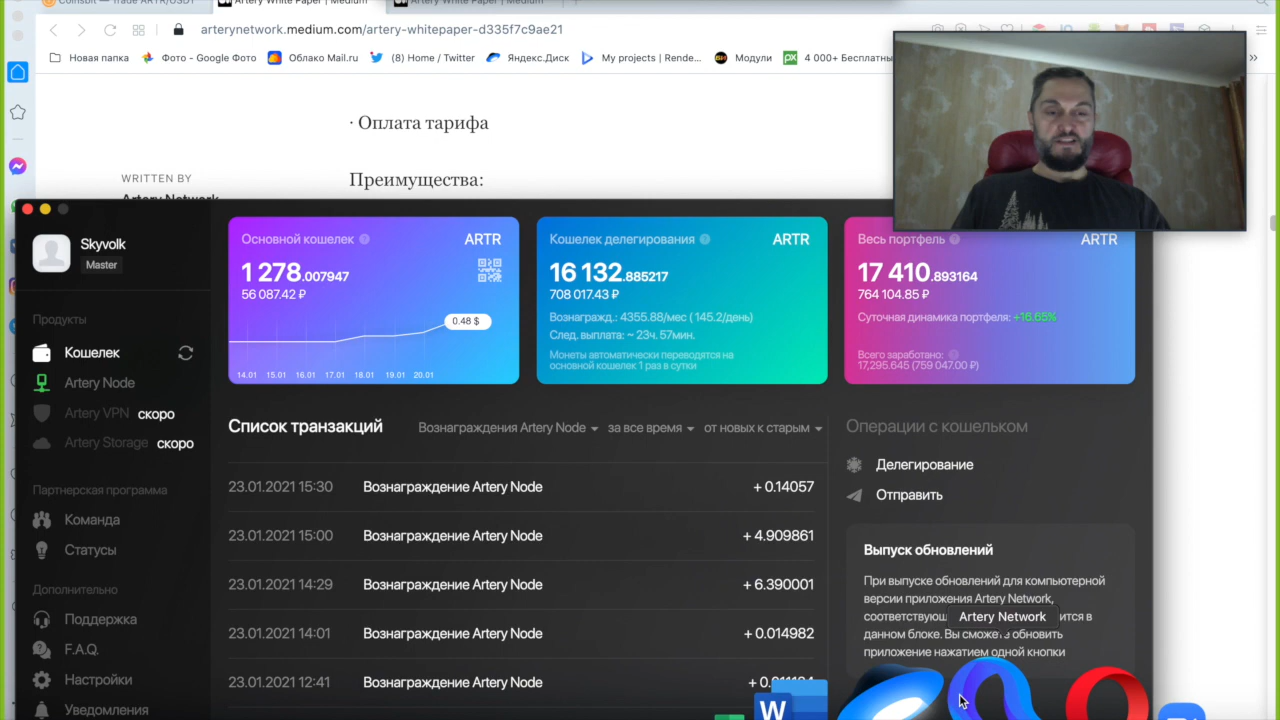 Coinsbit — Trade ARTR/USDT
Artery White Paper | Medium
Artery White Paper | Medium
arterynetwork.medium.com/artery-whitepaper-d335f7c9ae21
Новая папка
Фото - Google Фото
Облако Mail.ru
(8) Home / Twitter
Яндекс.Диск
My projects | Rende...
Модули
4 000+ Бесплатны
· Оплата тарифа
WRITTEN BY
Artery Network
Преимущества:
Skyvolk
Master
Продукты
Кошелек
Artery Node
Artery VPN скоро
Artery Storage скоро
Партнерская программа
Команда
Статусы
Дополнительно
Поддержка
F.A.Q.
Настройки
Уведомления
Основной кошелек ARTR
1 278.007947
56 087.42 ₽
0.48 $
14.01 15.01 16.01 17.01 18.01 19.01 20.01
Кошелек делегирования ARTR
16 132.885217
708 017.43 ₽
Вознагражд.: 4355.88/мес ( 145.2/день)
След. выплата: ~ 23ч. 57мин.
Монеты автоматически переводятся на
основной кошелек 1 раз в сутки
Весь портфель ARTR
17 410.893164
764 104.85 ₽
Суточная динамика портфеля: +16.65%
Всего заработано:
17,295.645 (759 047.00 ₽)
Список транзакций
Вознаграждения Artery Node
за все время
от новых к старым
23.01.2021 15:30 Вознаграждение Artery Node + 0.14057
23.01.2021 15:00 Вознаграждение Artery Node + 4.909861
23.01.2021 14:29 Вознаграждение Artery Node + 6.390001
23.01.2021 14:01 Вознаграждение Artery Node + 0.014982
23.01.2021 12:41 Вознаграждение Artery Node
Операции с кошельком
Делегирование
Отправить
Выпуск обновлений
При выпуске обновлений для компьютерной
версии приложения Artery Network,
соответствующ
ится в
Artery Network
данном блоке. Вы сможете обновить
приложение нажатием одной кнопки
W